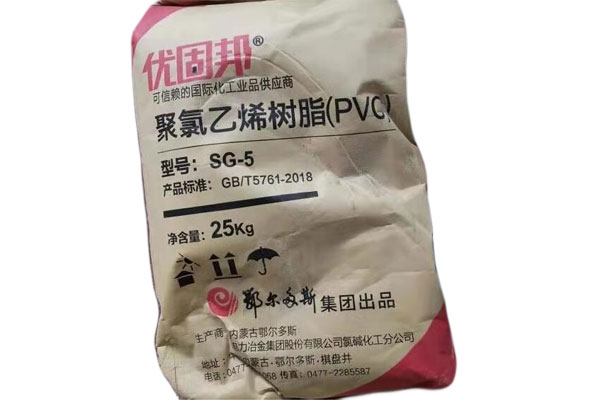 优固邦®
可信赖的国际化工业品供应商
聚氯乙烯树脂(PVC)
型号: SG-5
产品标准: GB/T5761-2018
净含量: 25Kg
鄂尔多斯 集团出品
生产商: 内蒙古鄂尔多斯
力冶金集团股份有限公司氯碱化工分公司
地址: 蒙古·鄂尔多斯·棋盘井
电话: 0477 58 传真: 0477-2285587